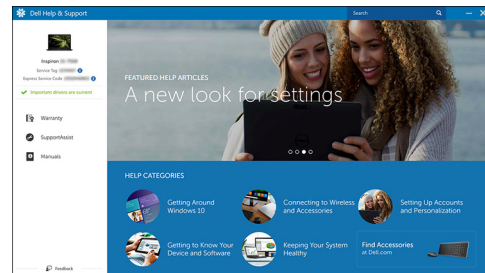 Dell Help & Support
Search
Inspiron
Service Tag
Express Service Code
Important drivers are current
Warranty
SupportAssist
Manuals
Feedback
FEATURED HELP ARTICLES
A new look for settings
HELP CATEGORIES
Getting Around
Windows 10
Connecting to Wireless
and Accessories
Setting Up Accounts
and Personalization
Getting to Know Your
Device and Software
Keeping Your System
Healthy
Find Accessories
at Dell.com